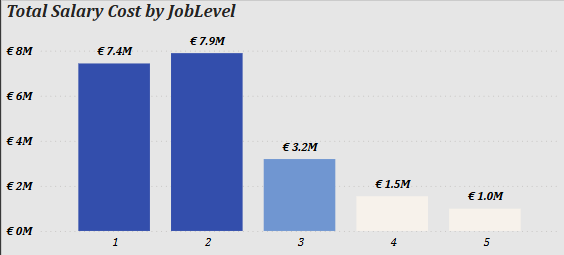 Total Salary Cost by JobLevel
€ 8M
€ 6M
€ 4M
€ 2M
€ 0M
€ 7.4M
€ 7.9M
€ 3.2M
€ 1.5M
€ 1.0M
1 2 3 4 5